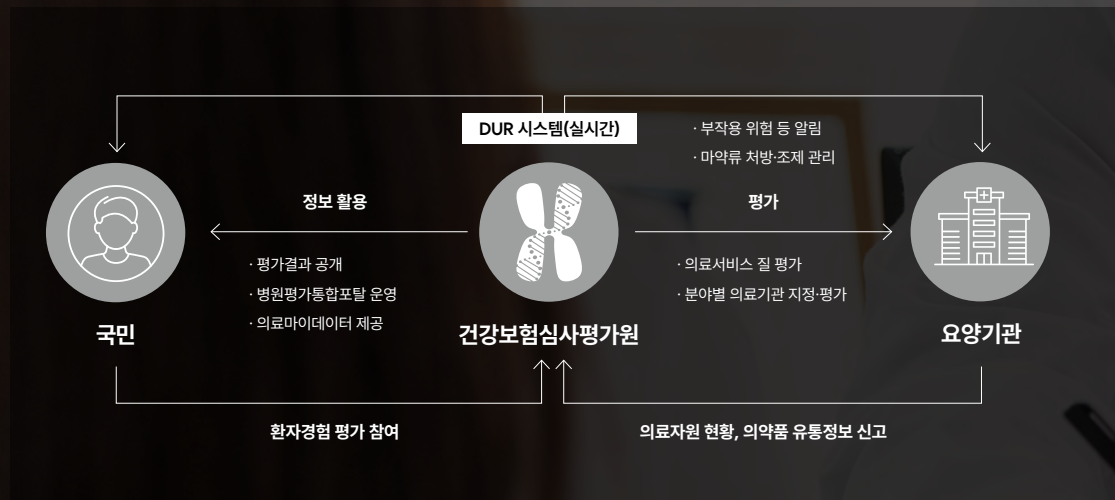 DUR 시스템(실시간)
· 부작용 위험 등 알림
· 마약류 처방·조제 관리
정보 활용
평가
· 평가결과 공개
· 병원평가통합포탈 운영
· 의료마이데이터 제공
· 의료서비스 질 평가
· 분야별 의료기관 지정·평가
국민
건강보험심사평가원
요양기관
환자경험 평가 참여
의료자원 현황, 의약품 유통정보 신고